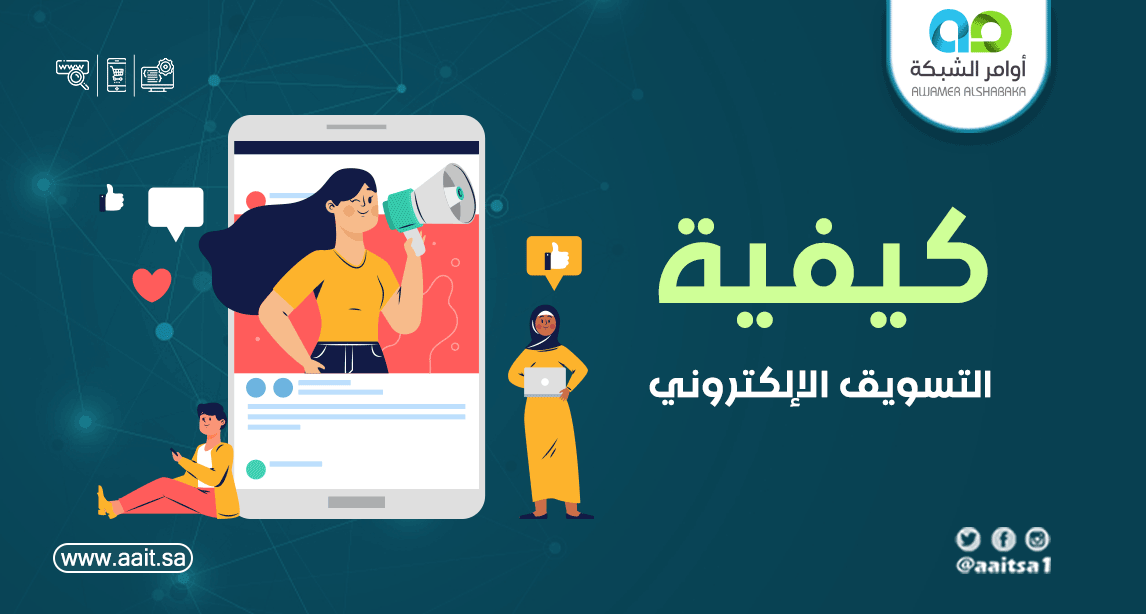 أوامر الشبكة
AWAMER ALSHABAKA
www
كيفية
التسويق الإلكتروني
www.aait.sa
@aaitsa1